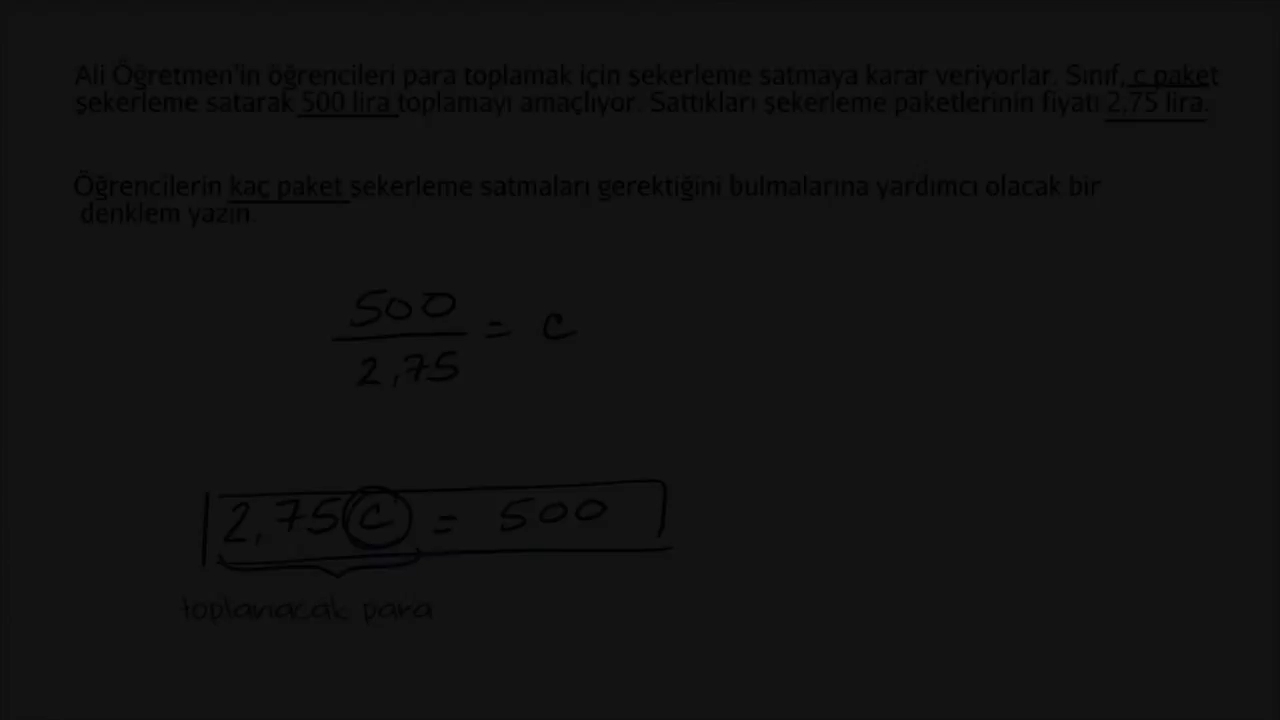 Ali Öğretmen'in öğrencileri para toplamak için şekerleme satmaya karar veriyorlar. Sınıf, c paket
şekerleme satarak 500 lira toplamayı amaçlıyor. Sattıkları şekerleme paketlerinin fiyatı 2,75 lira.
Öğrencilerin kaç paket şekerleme satmaları gerektiğini bulmalarına yardımcı olacak bir
denklem yazın.
500
2,75 = c
2,75 c = 500
toplanacak para